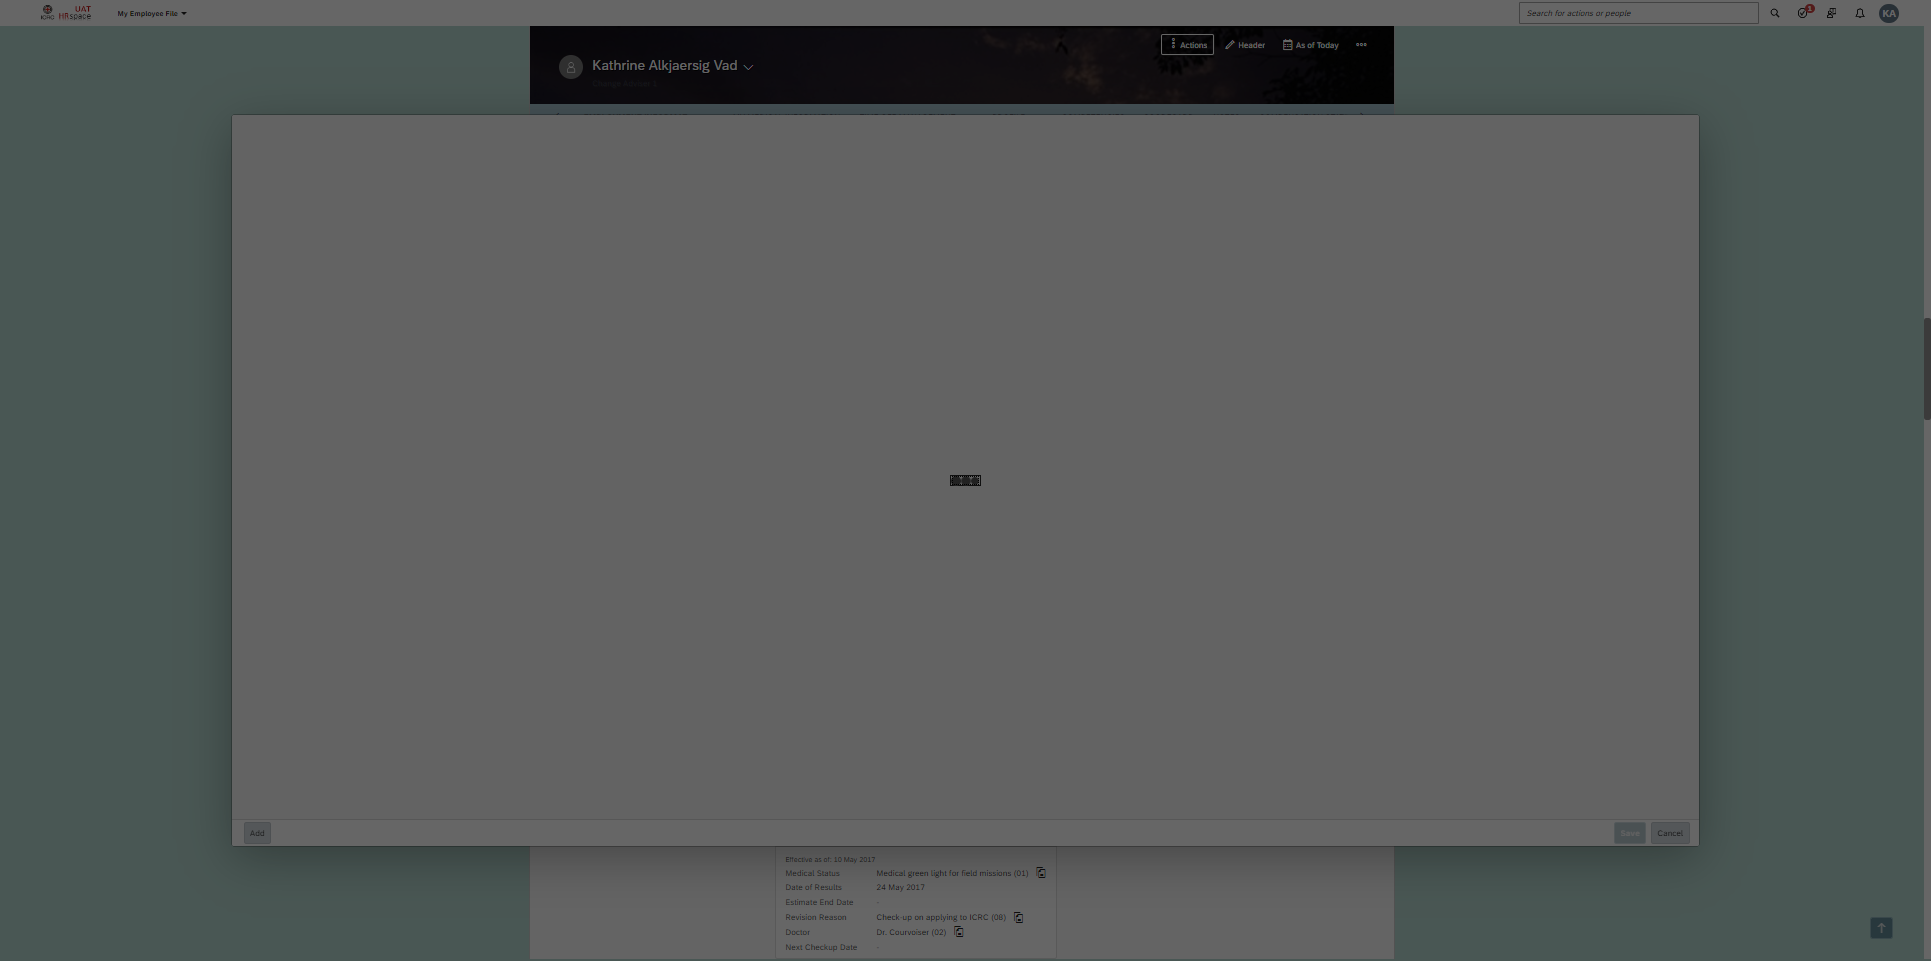 ICRC
UAT
HRspace
My Employee File
Search for actions or people
1
KA
Actions
Header
As of Today
Kathrine Alkjaersig Vad
Add
Save
Cancel
Effective as of: 10 May 2017
Medical Status Medical green light for field missions (01)
Date of Results 24 May 2017
Estimate End Date -
Revision Reason Check-up on applying to ICRC (08)
Doctor Dr. Courvoiser (02)
Next Checkup Date -